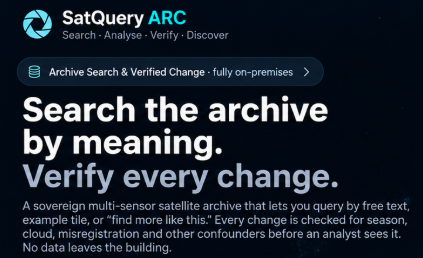 SatQuery ARC
Search · Analyse · Verify · Discover
Archive Search & Verified Change · fully on-premises
Search the archive
by meaning.
Verify every change.
A sovereign multi-sensor satellite archive that lets you query by free text,
example tile, or “find more like this.” Every change is checked for season,
cloud, misregistration and other confounders before an analyst sees it.
No data leaves the building.